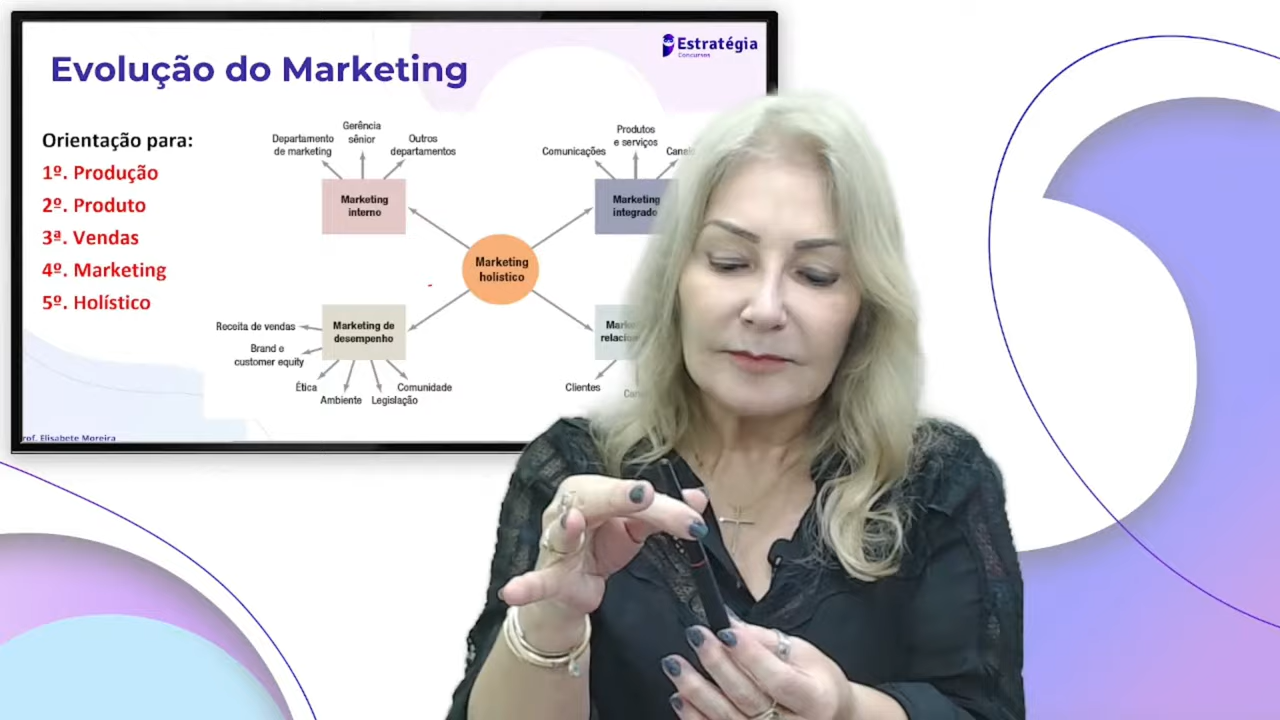 Evolução do Marketing
Estratégia
Concursos
Orientação para:
1º. Produção
2º. Produto
3ª. Vendas
4º. Marketing
5º. Holístico
Departamento
de marketing
Gerência
sênior
Outros
departamentos
Marketing
interno
Comunicações
Produtos
e serviços
Marketing
integrado
Marketing
holístico
Receita de vendas
Brand e
customer equity
Ética
Ambiente
Legislação
Comunidade
Marketing de
desempenho
Clientes
Prof. Elisabete Moreira